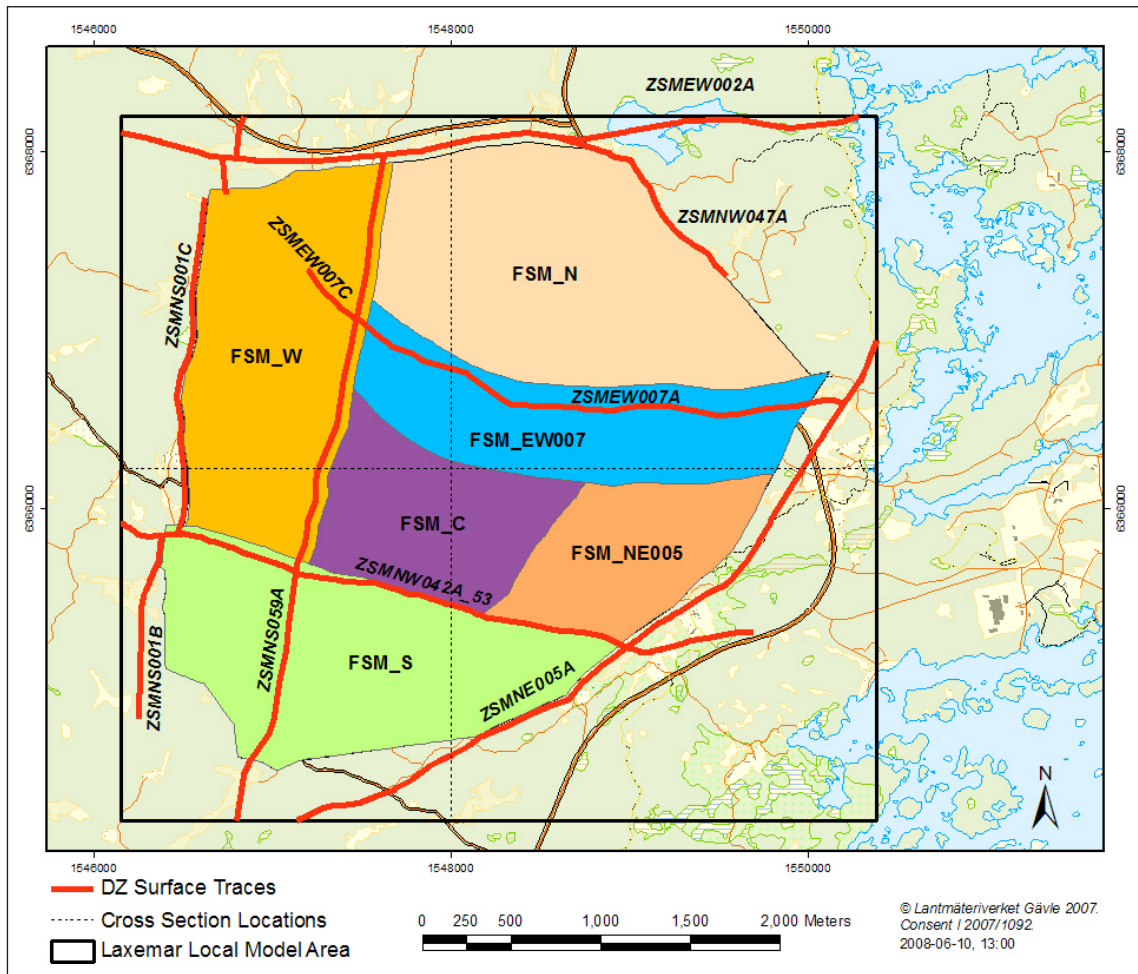 1546000
1548000
1550000
ZSMEW002A
6368000
6368000
ZSMNW047A
ZSMEW007C
FSM_N
ZSMNS001C
FSM_W
ZSMEW007A
FSM_EW007
6366000
6366000
FSM_C
FSM_NE005
ZSMNW042A_53
ZSMNS001B
ZSMNS059A
FSM_S
ZSMNE005A
N
1546000
1548000
1550000
DZ Surface Traces
Cross Section Locations
Laxemar Local Model Area
0 250 500 1,000 1,500 2,000 Meters
© Lantmäteriverket Gävle 2007.
Consent I 2007/1092.
2008-06-10, 13:00